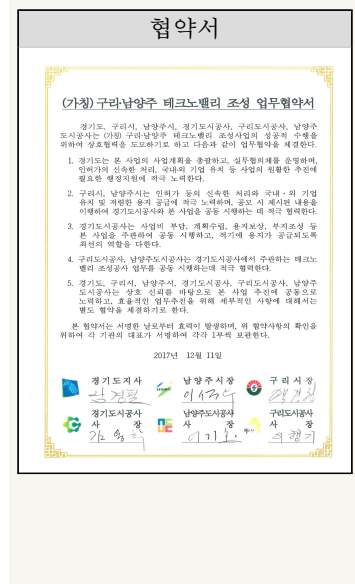 협약서
(가칭) 구리·남양주 테크노밸리 조성 업무협약서
경기도, 구리시, 남양주시, 경기도시공사, 구리도시공사, 남양주
도시공사는 (가칭) 구리·남양주 테크노밸리 조성사업의 성공적 수행을
위하여 상호협력을 도모하기로 하고 다음과 같이 업무협약을 체결한다.
1. 경기도는 본 사업의 사업계획을 총괄하고, 실무협의체를 운영하며,
인허가의 신속한 처리, 국내외 기업 유치 등 사업의 원활한 추진에
필요한 행정지원에 적극 노력한다.
2. 구리시, 남양주시는 인허가 등의 신속한 처리와 국내·외 기업
유치 및 저렴한 용지 공급에 적극 노력하며, 공모 시 제시된 내용을
이행하여 경기도시공사와 본 사업을 공동 시행하는 데 적극 협력한다.
3. 경기도시공사는 사업비 부담, 계획수립, 용지보상, 부지조성 등
본 사업을 주관하여 공동 시행하고, 적기에 용지가 공급되도록
최선의 역할을 다한다.
4. 구리도시공사, 남양주도시공사는 경기도시공사에서 주관하는 테크노
밸리 조성공사 업무를 공동 시행하는데 적극 협력한다.
5. 경기도, 구리시, 남양주시, 경기도시공사, 구리도시공사, 남양주
도시공사는 상호 신뢰를 바탕으로 본 사업 추진에 공동으로
노력하고, 효율적인 업무추진을 위해 세부적인 사항에 대해서는
별도 협약을 체결하기로 한다.
본 협약서는 서명한 날로부터 효력이 발생하며, 위 협약사항의 확인을
위하여 각 기관의 대표가 서명하여 각각 1부씩 보관한다.
2017년 12월 11일
경기도지사 남양주시장 구리시장
경기도시공사 남양주도시공사 구리도시공사
사 장 사 장 사 장